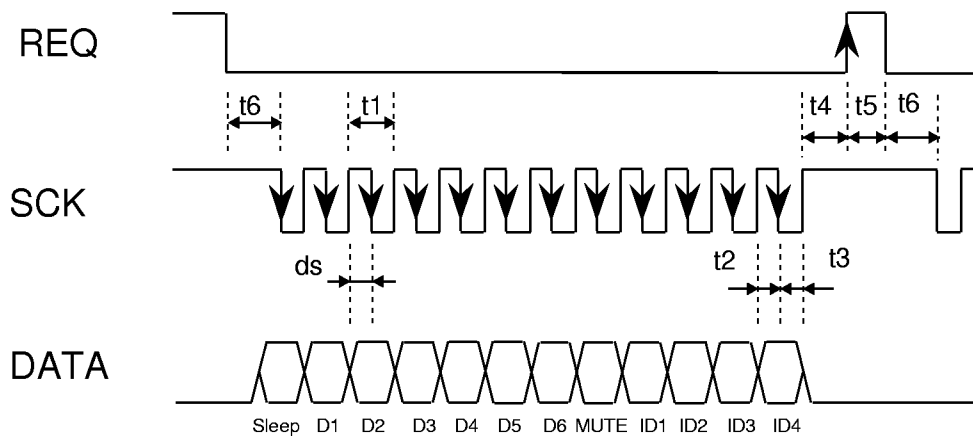 REQ
t6 t1 t4 t5 t6
SCK
ds t2 t3
DATA
Sleep D1 D2 D3 D4 D5 D6 MUTE ID1 ID2 ID3 ID4